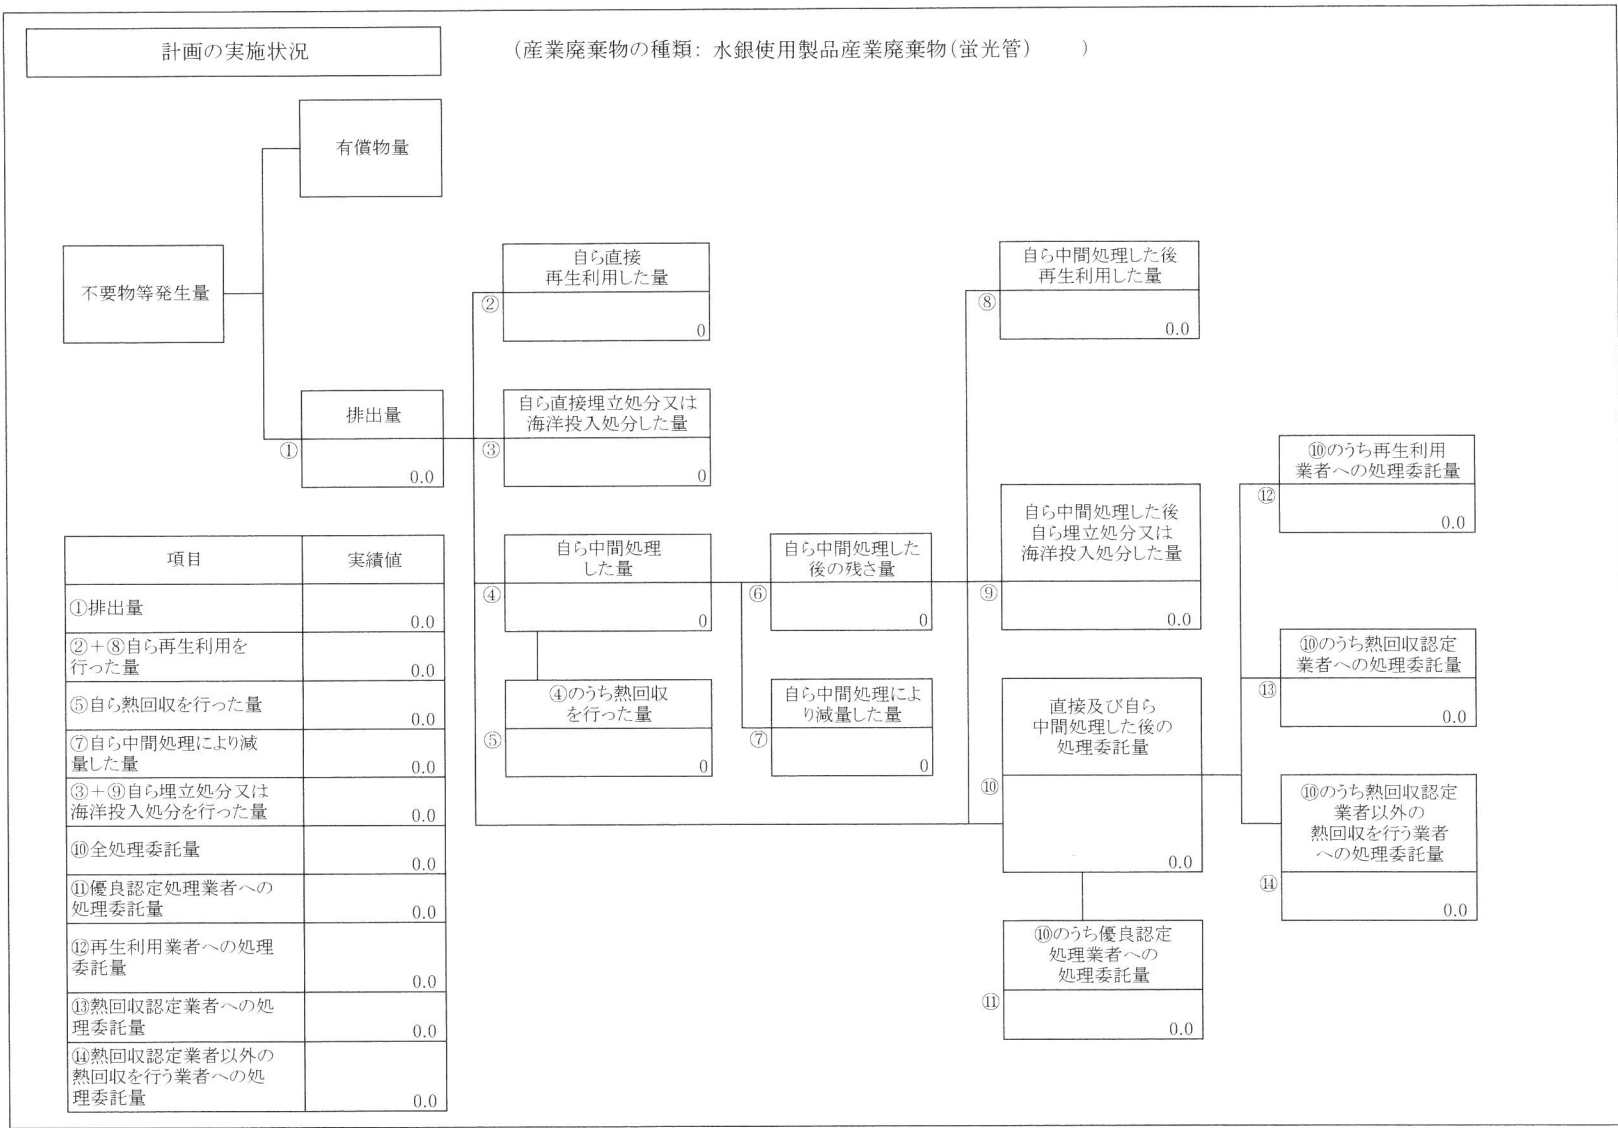 計画の実施状況
(産業廃棄物の種類: 水銀使用製品産業廃棄物(蛍光管) )
有償物量
不要物等発生量
排出量
①
0.0
自ら直接
再生利用した量
②
0
自ら直接埋立処分又は
海洋投入処分した量
③
0
自ら中間処理
した量
④
0
④のうち熱回収
を行った量
⑤
0
自ら中間処理した
後の残さ量
⑥
0
自ら中間処理によ
り減量した量
⑦
0
自ら中間処理した後
再生利用した量
⑧
0.0
自ら中間処理した後
自ら埋立処分又は
海洋投入処分した量
⑨
0.0
直接及び自ら
中間処理した後の
処理委託量
⑩
0.0
⑩のうち優良認定
処理業者への
処理委託量
⑪
0.0
⑩のうち再生利用
業者への処理委託量
⑫
0.0
⑩のうち熱回収認定
業者への処理委託量
⑬
0.0
⑩のうち熱回収認定
業者以外の
熱回収を行う業者
への処理委託量
⑭
0.0
項目 実績値
①排出量
0.0
②+⑧自ら再生利用を
行った量
0.0
⑤自ら熱回収を行った量
0.0
⑦自ら中間処理により減
量した量
0.0
③+⑨自ら埋立処分又は
海洋投入処分を行った量
0.0
⑩全処理委託量
0.0
⑪優良認定処理業者への
処理委託量
0.0
⑫再生利用業者への処理
委託量
0.0
⑬熱回収認定業者への処
理委託量
0.0
⑭熱回収認定業者以外の
熱回収を行う業者への処
理委託量
0.0